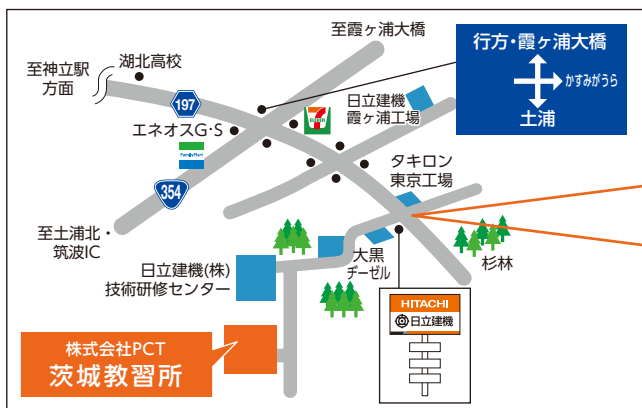 至霞ヶ浦大橋
行方・霞ヶ浦大橋
かすみがうら
土浦
湖北高校
至神立駅
方面
197
エネオスG・S
FamilyMart
7
ELEVEN
日立建機
霞ヶ浦工場
タキロン
東京工場
354
至土浦北・
筑波IC
大黒
ヂーゼル
杉林
日立建機(株)
技術研修センター
HITACHI
日立建機
株式会社PCT
茨城教習所